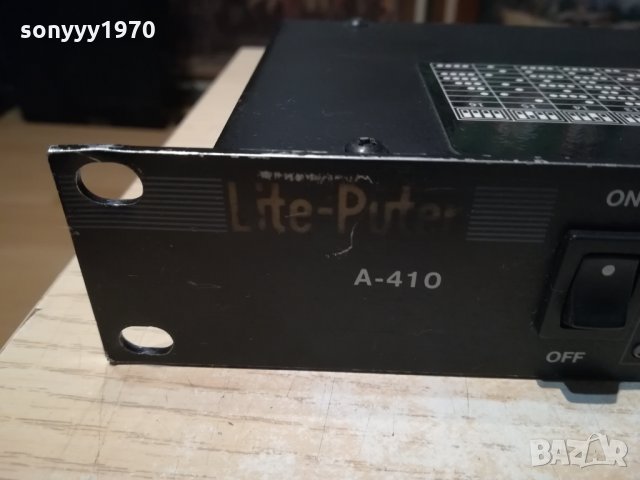 sonyyy1970
ON
Lite-Puter
A-410
OFF
BAZAR